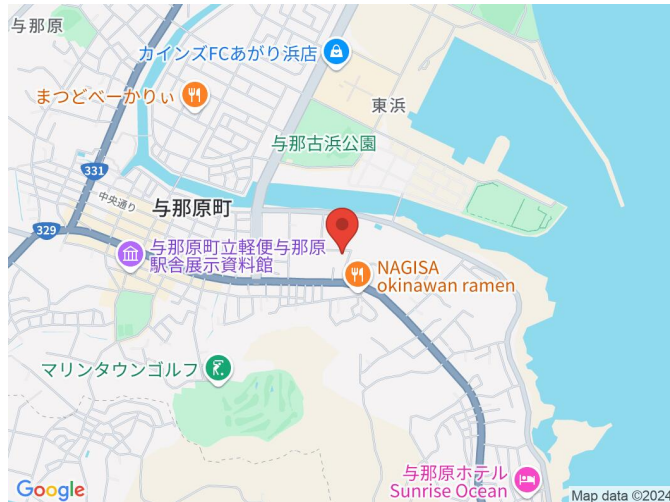 与那原
カインズFCあがり浜店
まつどべーかりぃ
東浜
与那古浜公園
331
中央通り
与那原町
329
与那原町立軽便与那原
駅舎展示資料館
NAGISA
okinawan ramen
マリンタウンゴルフ
与那原ホテル
Sunrise Ocean
Google
Map data ©2024